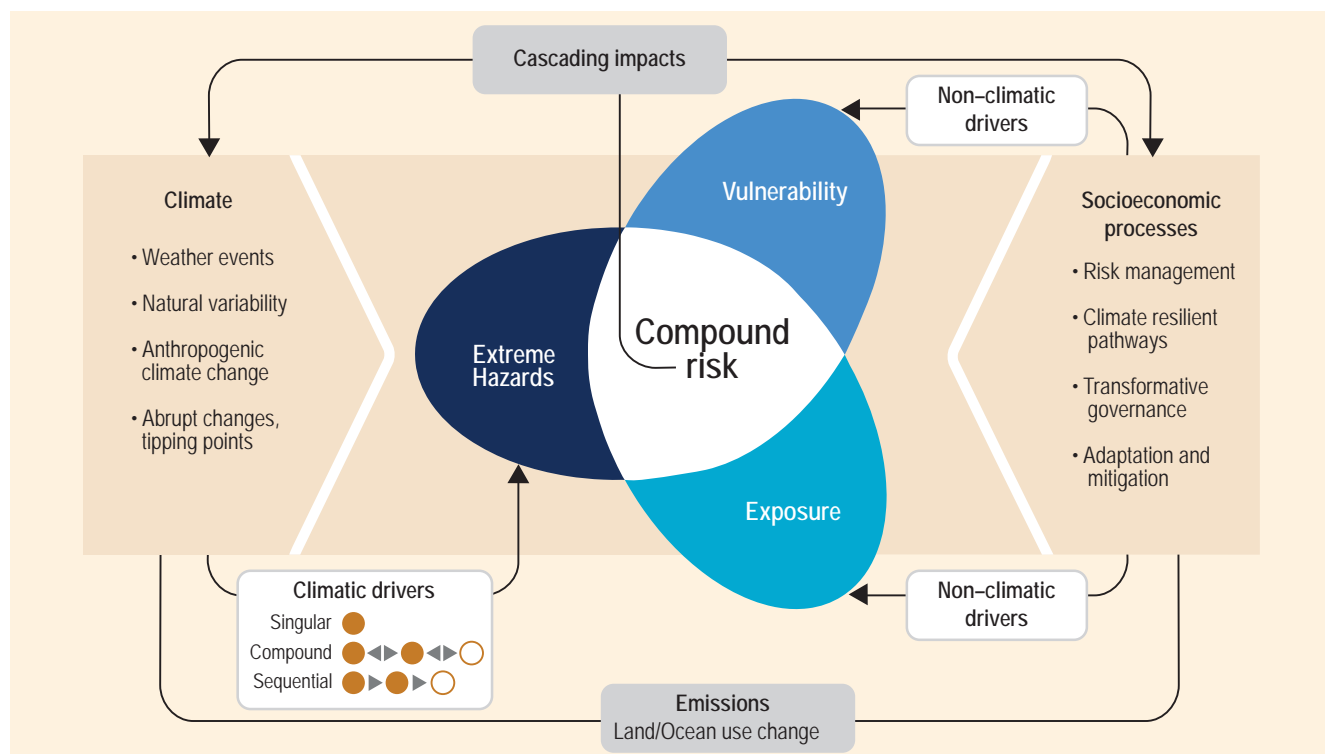 Cascading impacts
Non–climatic
drivers
Climate
• Weather events
• Natural variability
• Anthropogenic
climate change
• Abrupt changes,
tipping points
Vulnerability
Extreme
Hazards
Compound
risk
Exposure
Socioeconomic
processes
• Risk management
• Climate resilient
pathways
• Transformative
governance
• Adaptation and
mitigation
Climatic drivers
Singular
Compound
Sequential
Non–climatic
drivers
Emissions
Land/Ocean use change